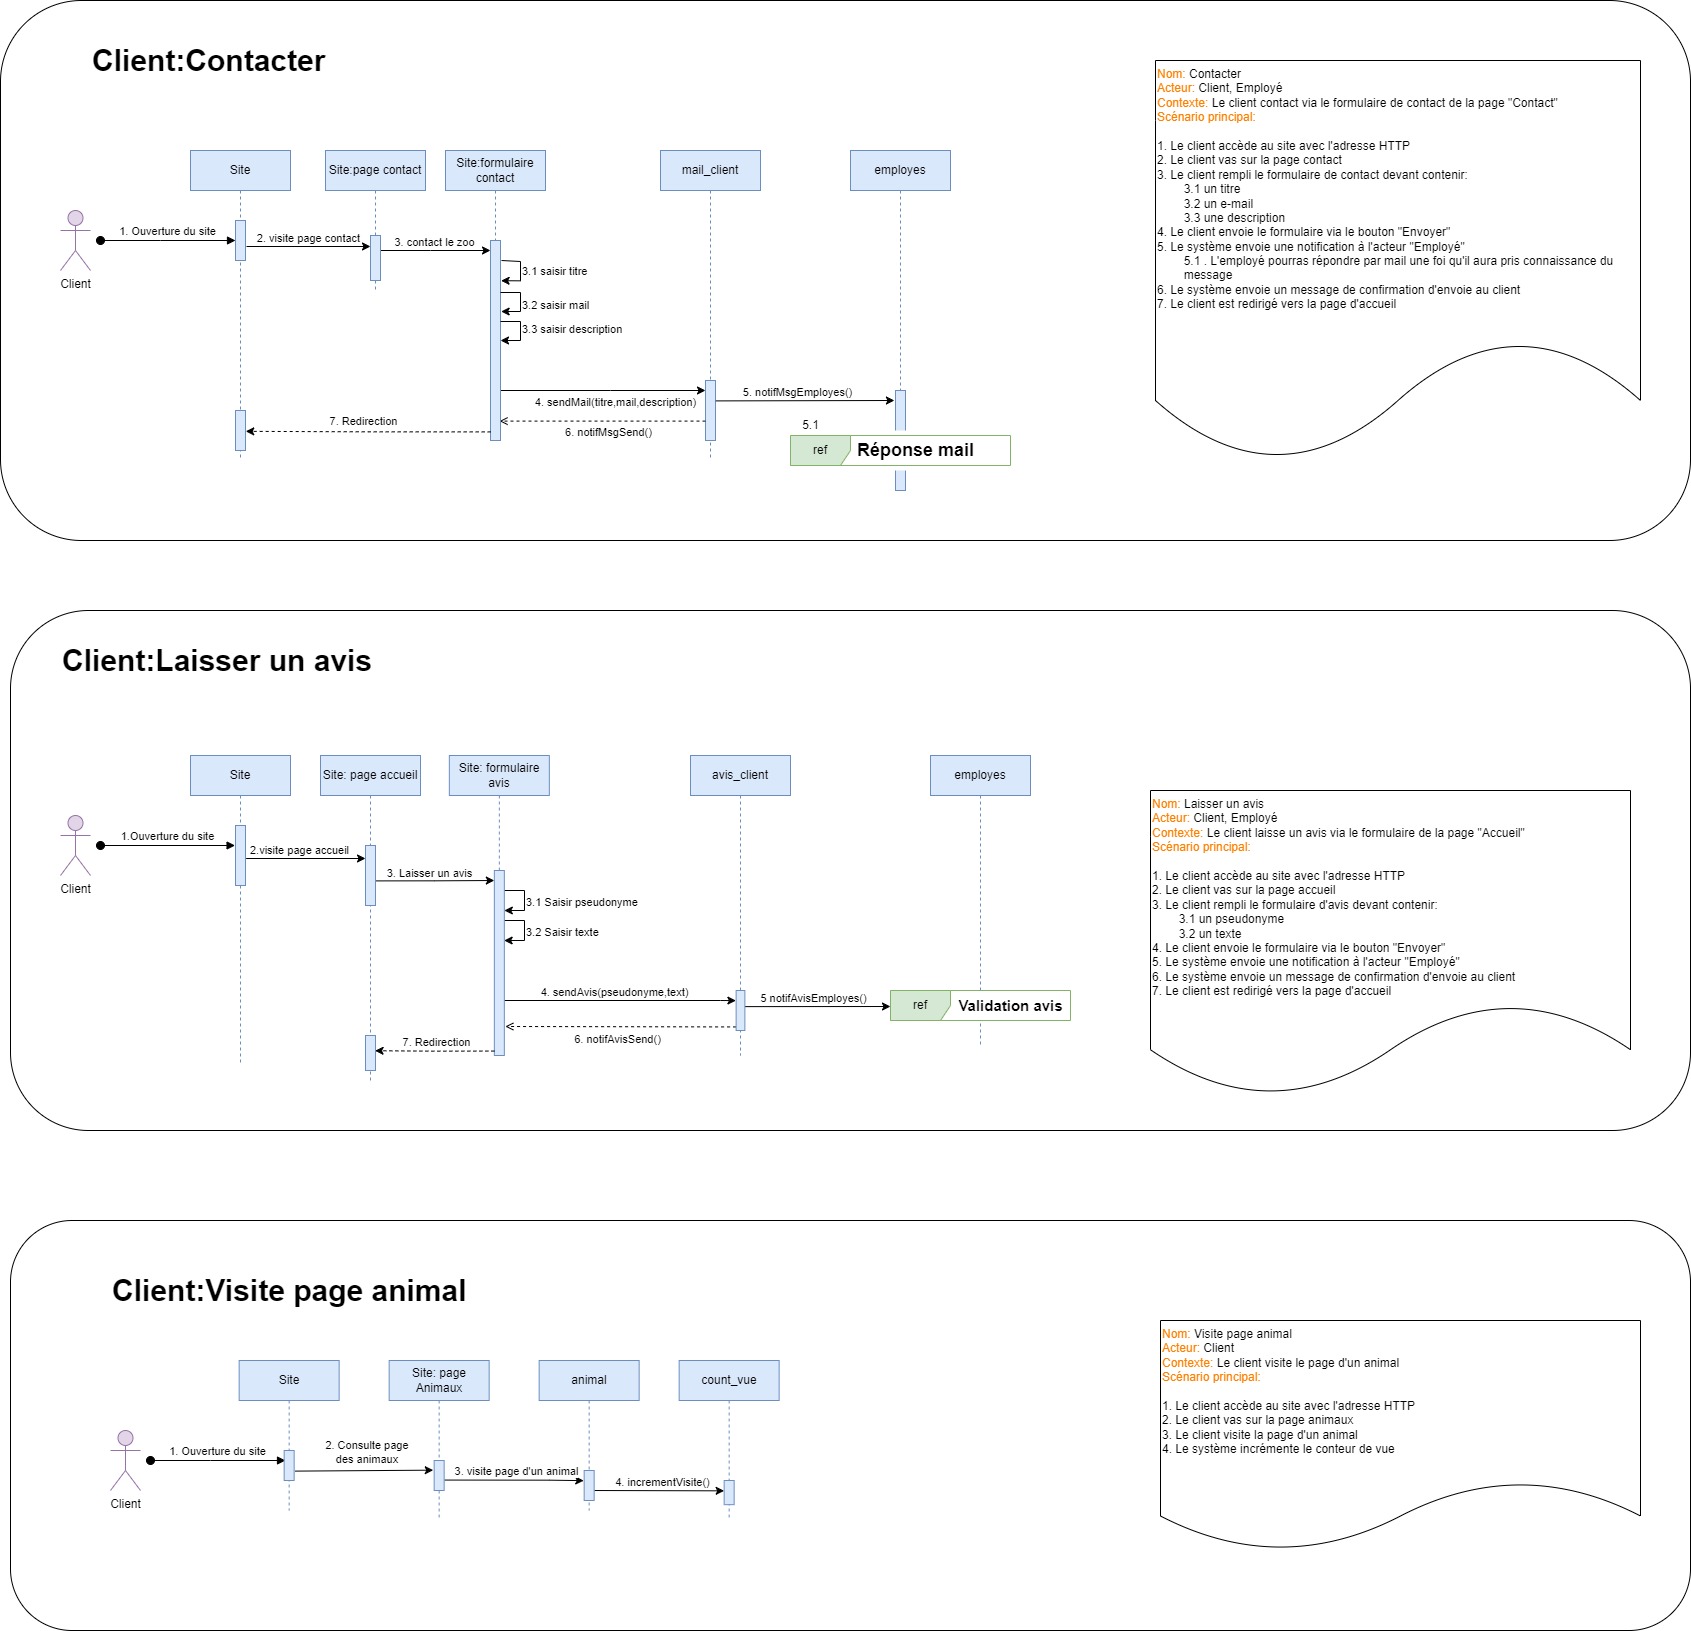 Client:Contacter
Site
Site:page contact
Site:formulaire
contact
mail_client
employes
Client
1. Ouverture du site
2. visite page contact
3. contact le zoo
3.1 saisir titre
3.2 saisir mail
3.3 saisir description
4. sendMail(titre,mail,description)
5. notifMsgEmployes()
6. notifMsgSend()
7. Redirection
5.1
ref
Réponse mail
Nom: Contacter
Acteur: Client, Employé
Contexte: Le client contact via le formulaire de contact de la page "Contact"
Scénario principal:
1. Le client accède au site avec l'adresse HTTP
2. Le client vas sur la page contact
3. Le client rempli le formulaire de contact devant contenir:
3.1 un titre
3.2 un e-mail
3.3 une description
4. Le client envoie le formulaire via le bouton "Envoyer"
5. Le système envoie une notification à l'acteur "Employé"
5.1 . L'employé pourras répondre par mail une foi qu'il aura pris connaissance du
message
6. Le système envoie un message de confirmation d'envoie au client
7. Le client est redirigé vers la page d'accueil
Client:Laisser un avis
Site
Site: page accueil
Site: formulaire
avis
avis_client
employes
Client
1.Ouverture du site
2.visite page accueil
3. Laisser un avis
3.1 Saisir pseudonyme
3.2 Saisir texte
4. sendAvis(pseudonyme,text)
5 notifAvisEmployes()
ref
Validation avis
6. notifAvisSend()
7. Redirection
Nom: Laisser un avis
Acteur: Client, Employé
Contexte: Le client laisse un avis via le formulaire de la page "Accueil"
Scénario principal:
1. Le client accède au site avec l'adresse HTTP
2. Le client vas sur la page accueil
3. Le client rempli le formulaire d'avis devant contenir:
3.1 un pseudonyme
3.2 un texte
4. Le client envoie le formulaire via le bouton "Envoyer"
5. Le système envoie une notification à l'acteur "Employé"
6. Le système envoie un message de confirmation d'envoie au client
7. Le client est redirigé vers la page d'accueil
Client:Visite page animal
Site
Site: page
Animaux
animal
count_vue
Client
1. Ouverture du site
2. Consulte page
des animaux
3. visite page d'un animal
4. incrementVisite()
Nom: Visite page animal
Acteur: Client
Contexte: Le client visite le page d'un animal
Scénario principal:
1. Le client accède au site avec l'adresse HTTP
2. Le client vas sur la page animaux
3. Le client visite la page d'un animal
4. Le système incrémente le conteur de vue